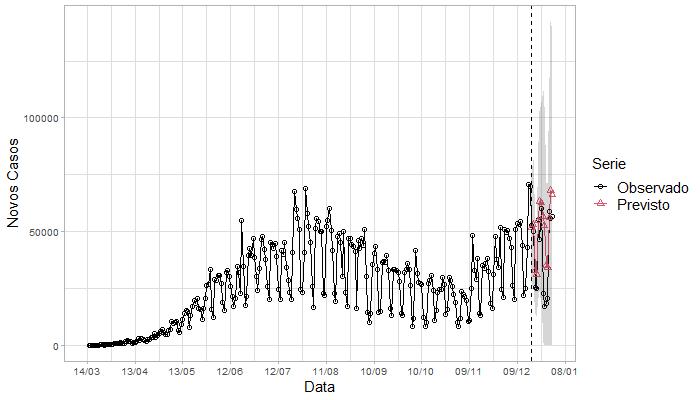 Novos Casos
100000
50000
0
14/03 13/04 13/05 12/06 12/07 11/08 10/09 10/10 09/11 09/12 08/01
Data
Serie
Observado
Previsto